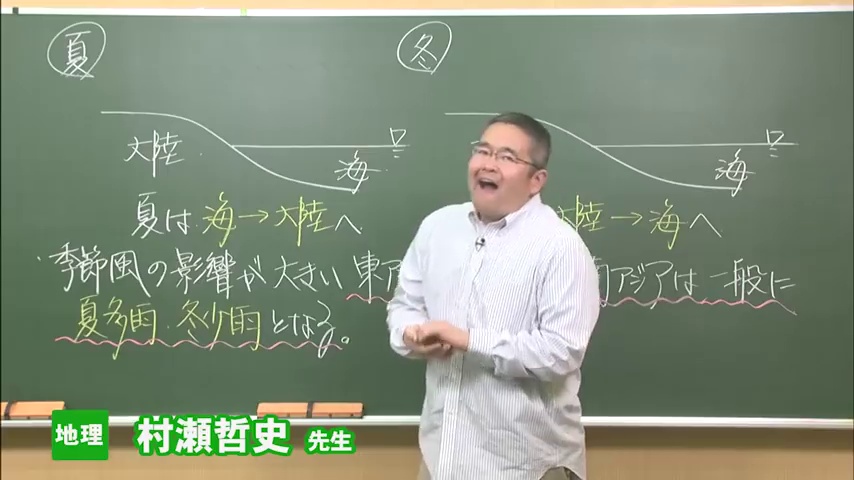 夏
冬
大陸
海
海
夏は 海→大陸へ
大陸→海へ
季節風の影響が大きい 東ア
アジアは一般に
夏多雨・冬少雨となる。
地理 村瀬哲史 先生